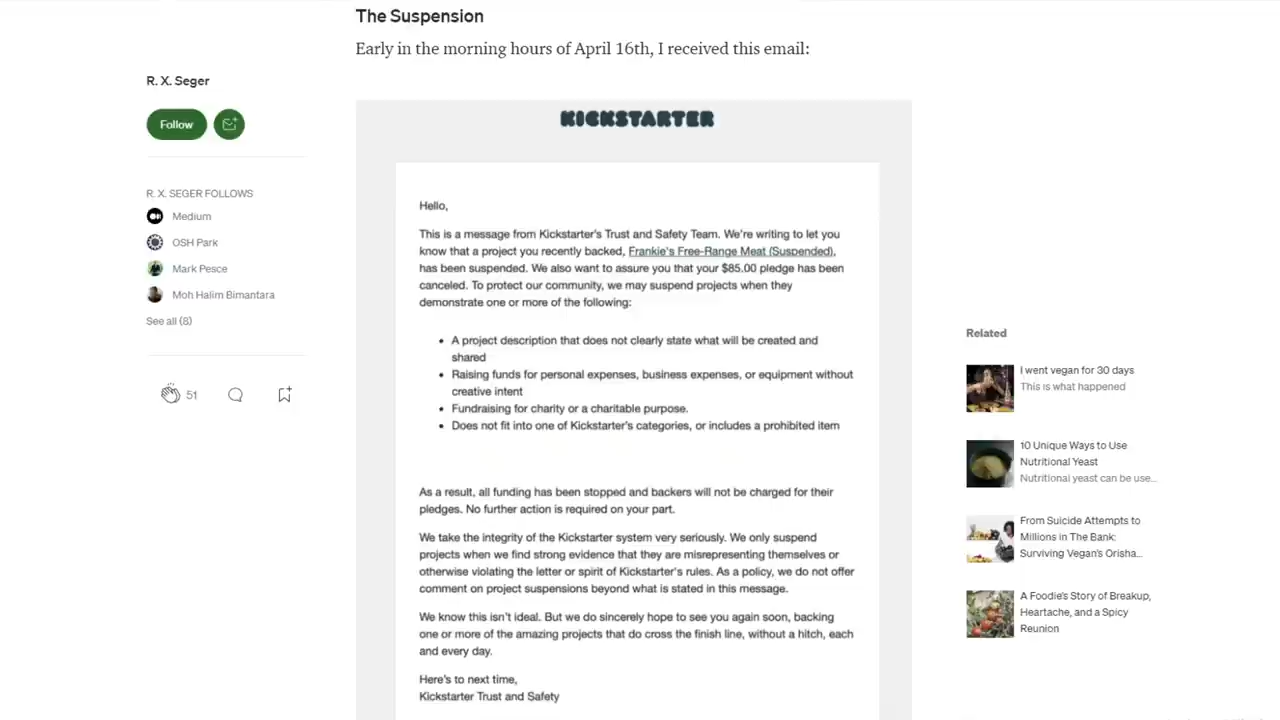 The Suspension
Early in the morning hours of April 16th, I received this email:
R. X. Seger
Follow
R. X. SEGER FOLLOWS
Medium
OSH Park
Mark Pesce
Moh Halim Bimantara
See all (8)
51
KICKSTARTER
Hello,
This is a message from Kickstarter's Trust and Safety Team. We're writing to let you
know that a project you recently backed, Frankie's Free-Range Meat (Suspended),
has been suspended. We also want to assure you that your $85.00 pledge has been
canceled. To protect our community, we may suspend projects when they
demonstrate one or more of the following:
• A project description that does not clearly state what will be created and
shared
• Raising funds for personal expenses, business expenses, or equipment without
creative intent
• Fundraising for charity or a charitable purpose.
• Does not fit into one of Kickstarter's categories, or includes a prohibited item
As a result, all funding has been stopped and backers will not be charged for their
pledges. No further action is required on your part.
We take the integrity of the Kickstarter system very seriously. We only suspend
projects when we find strong evidence that they are misrepresenting themselves or
otherwise violating the letter or spirit of Kickstarter's rules. As a policy, we do not offer
comment on project suspensions beyond what is stated in this message.
We know this isn't ideal. But we do sincerely hope to see you again soon, backing
one or more of the amazing projects that do cross the finish line, without a hitch, each
and every day.
Here's to next time,
Kickstarter Trust and Safety
Related
I went vegan for 30 days
This is what happened
10 Unique Ways to Use
Nutritional Yeast
Nutritional yeast can be use...
From Suicide Attempts to
Millions in The Bank:
Surviving Vegan's Orisha...
A Foodie's Story of Breakup,
Heartache, and a Spicy
Reunion